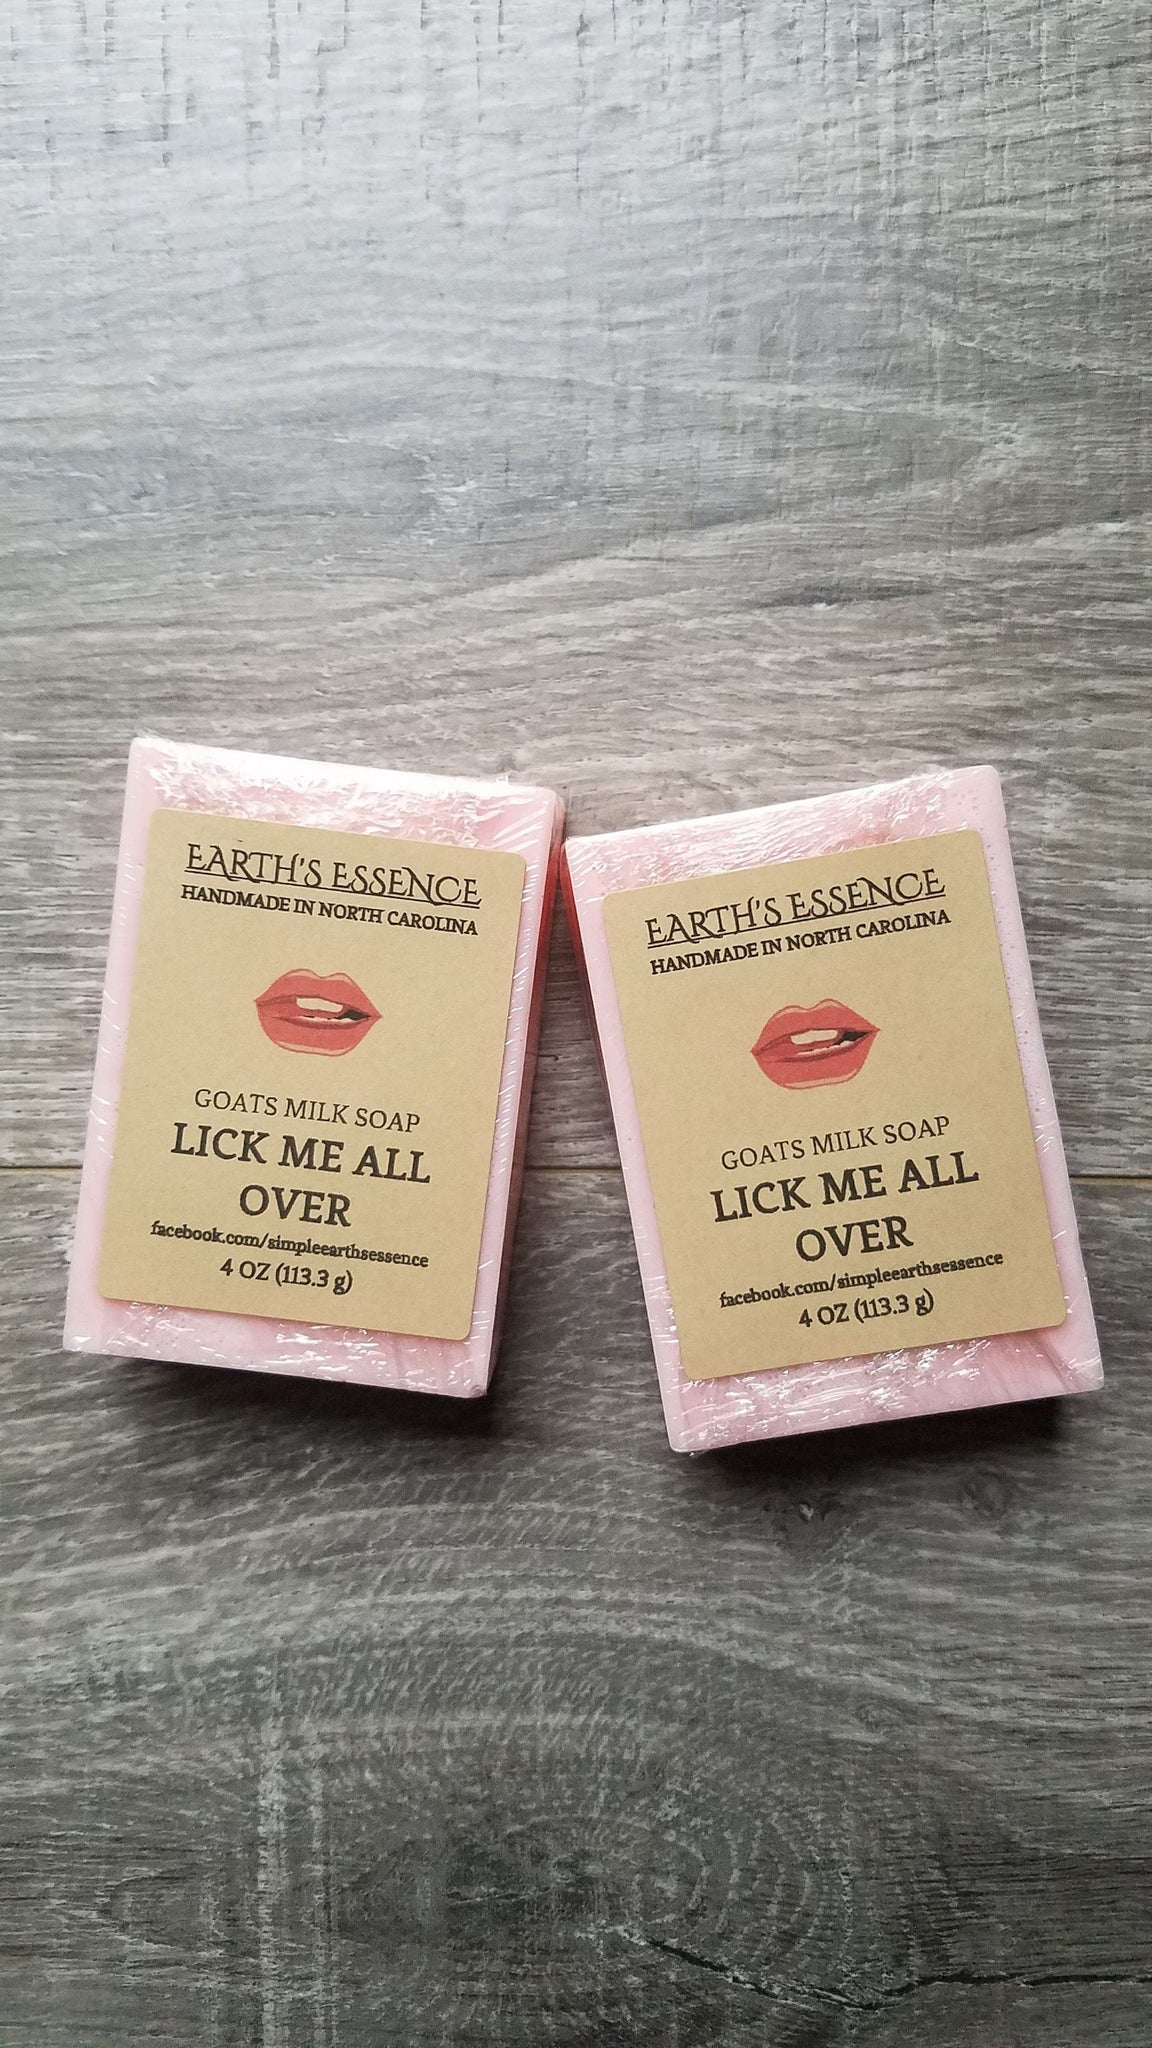 EARTH'S ESSENCE
HANDMADE IN NORTH CAROLINA
GOATS MILK SOAP
LICK ME ALL
OVER
facebook.com/simpleearthsessence
4 OZ (113.3 g)
EARTH'S ESSENCE
HANDMADE IN NORTH CAROLINA
GOATS MILK SOAP
LICK ME ALL
OVER
facebook.com/simpleearthsessence
4 OZ (113.3 g)